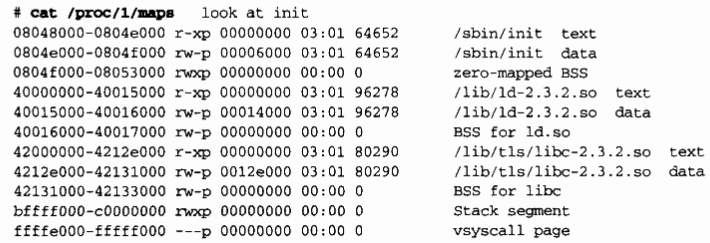 # cat /proc/1/maps look at init
08048000-0804e000 r-xp 00000000 03:01 64652 /sbin/init text
0804e000-0804f000 rw-p 00006000 03:01 64652 /sbin/init data
0804f000-08053000 rwxp 00000000 00:00 0 zero-mapped BSS
40000000-40015000 r-xp 00000000 03:01 96278 /lib/ld-2.3.2.so text
40015000-40016000 rw-p 00014000 03:01 96278 /lib/ld-2.3.2.so data
40016000-40017000 rw-p 00000000 00:00 0 BSS for ld.so
42000000-4212e000 r-xp 00000000 03:01 80290 /lib/tls/libc-2.3.2.so text
4212e000-42131000 rw-p 0012e000 03:01 80290 /lib/tls/libc-2.3.2.so data
42131000-42133000 rw-p 00000000 00:00 0 BSS for libc
bffff000-c0000000 rwxp 00000000 00:00 0 Stack segment
ffffe000-fffff000 ---p 00000000 00:00 0 vsyscall page